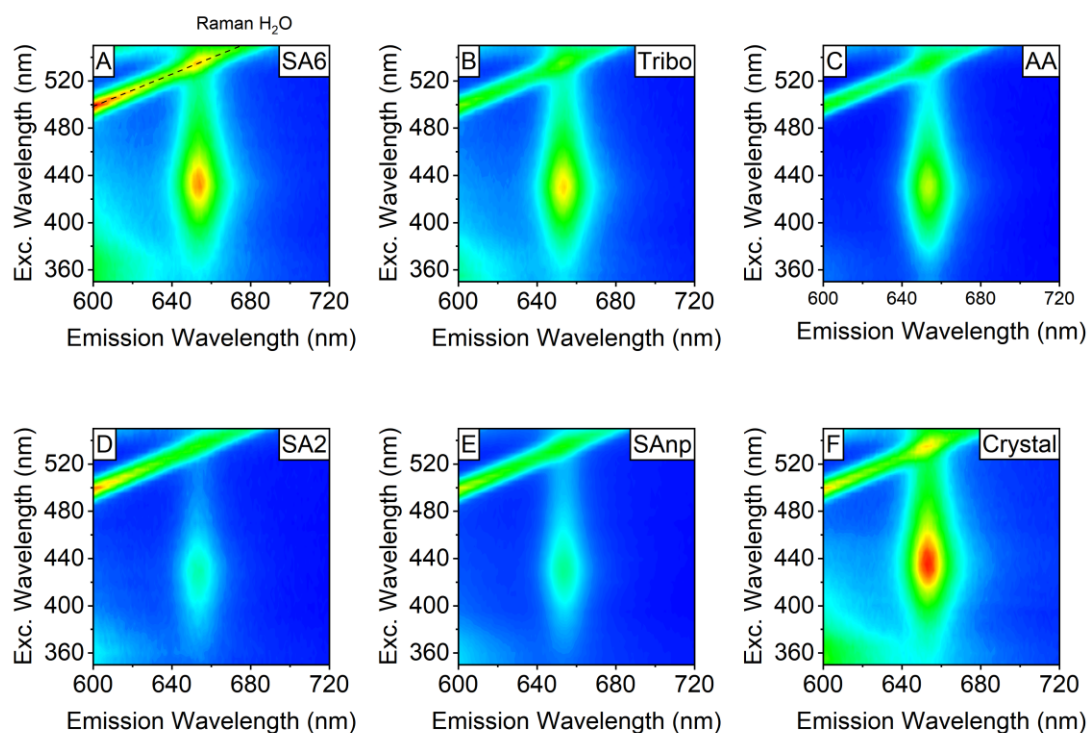 Raman H₂O
A
SA6
B
Tribo
C
AA
Exc. Wavelength (nm)
520
480
440
400
360
600 640 680 720
Emission Wavelength (nm)
Exc. Wavelength (nm)
520
480
440
400
360
600 640 680 720
Emission Wavelength (nm)
Exc. Wavelength (nm)
520
480
440
400
360
600 640 680 720
Emission Wavelength (nm)
D
SA2
E
SAnp
F
Crystal
Exc. Wavelength (nm)
520
480
440
400
360
600 640 680 720
Emission Wavelength (nm)
Exc. Wavelength (nm)
520
480
440
400
360
600 640 680 720
Emission Wavelength (nm)
Exc. Wavelength (nm)
520
480
440
400
360
600 640 680 720
Emission Wavelength (nm)